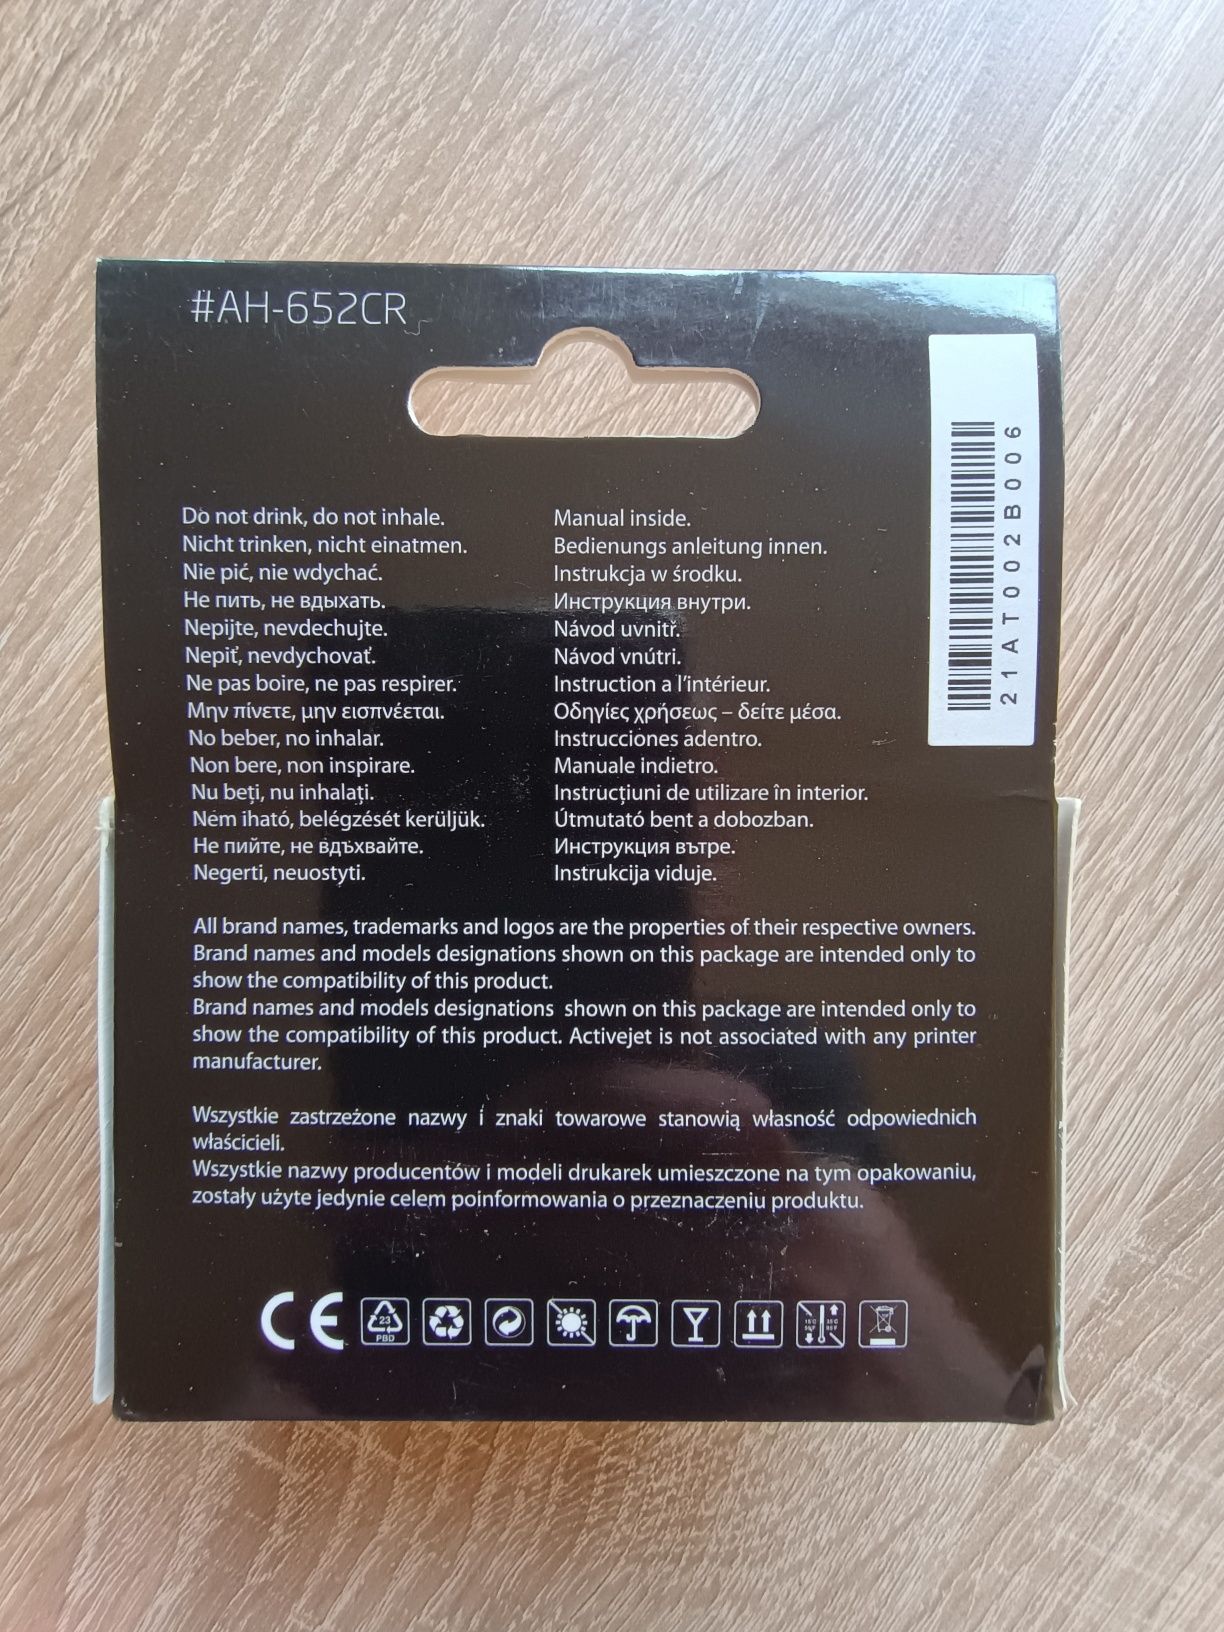 #AH-652CR
21AT002B006
Do not drink, do not inhale.
Nicht trinken, nicht einatmen.
Nie pić, nie wdychać.
Не пить, не вдыхать.
Nepijte, nevdechujte.
Nepiť, nevdychovať.
Ne pas boire, ne pas respirer.
Μην πίνετε, μην εισπνέεται.
No beber, no inhalar.
Non bere, non inspirare.
Nu beți, nu inhalați.
Nem iható, belégzését kerüljük.
Не пийте, не вдъхвайте.
Negerti, neuostyti.
Manual inside.
Bedienungs anleitung innen.
Instrukcja w środku.
Инструкция внутри.
Návod uvnitř.
Návod vnútri.
Instruction a l'intérieur.
Οδηγίες χρήσεως – δείτε μέσα.
Instrucciones adentro.
Manuale indietro.
Instrucțiuni de utilizare în interior.
Útmutató bent a dobozban.
Инструкция вътре.
Instrukcija viduje.
All brand names, trademarks and logos are the properties of their respective owners.
Brand names and models designations shown on this package are intended only to
show the compatibility of this product.
Brand names and models designations shown on this package are intended only to
show the compatibility of this product. Activejet is not associated with any printer
manufacturer.
Wszystkie zastrzeżone nazwy i znaki towarowe stanowią własność odpowiednich
właścicieli.
Wszystkie nazwy producentów i modeli drukarek umieszczone na tym opakowaniu,
zostały użyte jedynie celem poinformowania o przeznaczeniu produktu.
CE
23
PBD